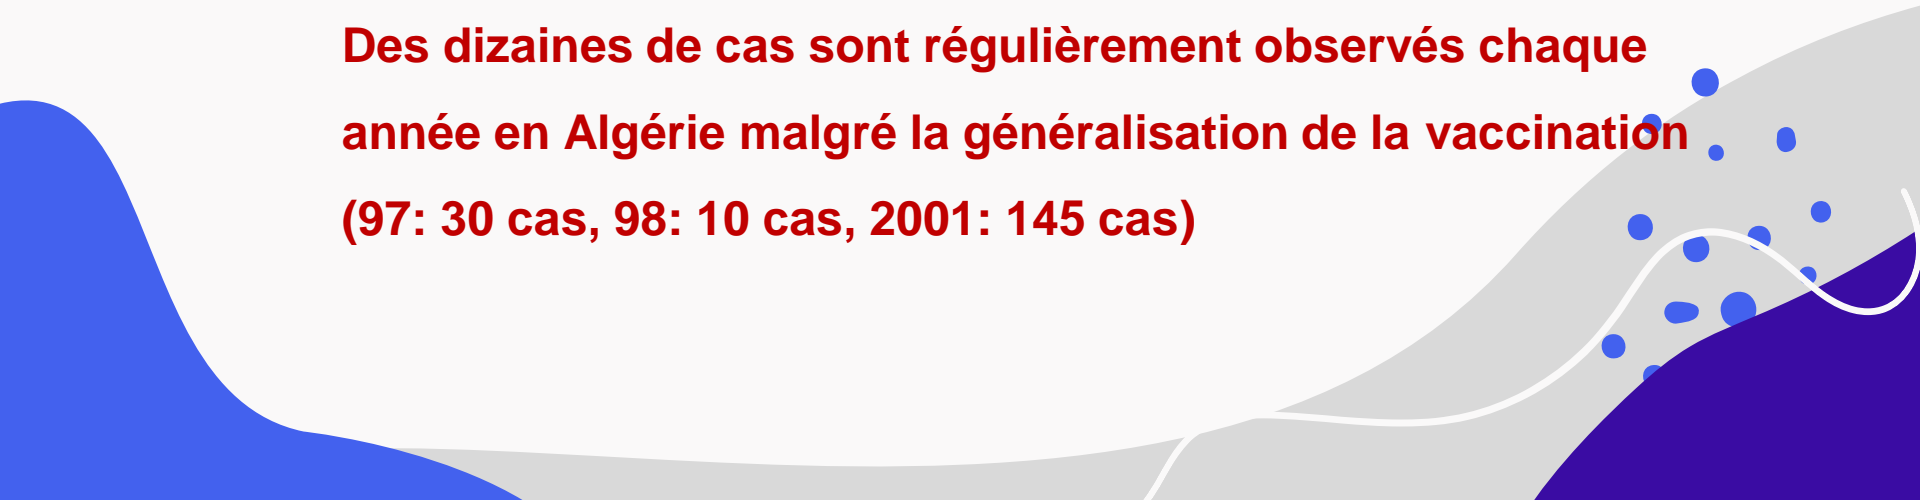 Des dizaines de cas sont régulièrement observés chaque
année en Algérie malgré la généralisation de la vaccination
(97: 30 cas, 98: 10 cas, 2001: 145 cas)